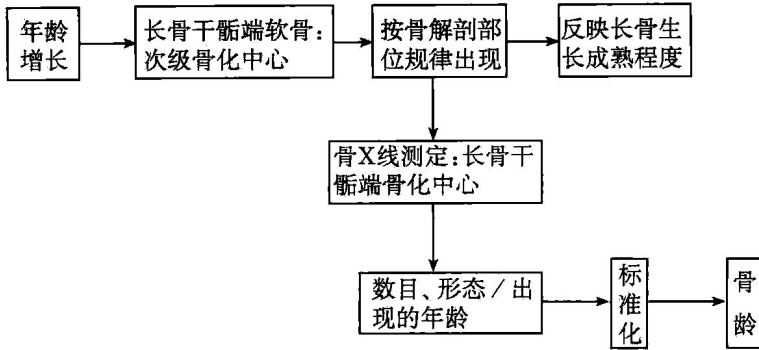 年龄
增长
长骨干骺端软骨：
次级骨化中心
按骨解剖部
位规律出现
反映长骨生
长成熟程度
骨X线测定：长骨干
骺端骨化中心
数目、形态／出
现的年龄
标准化
骨龄